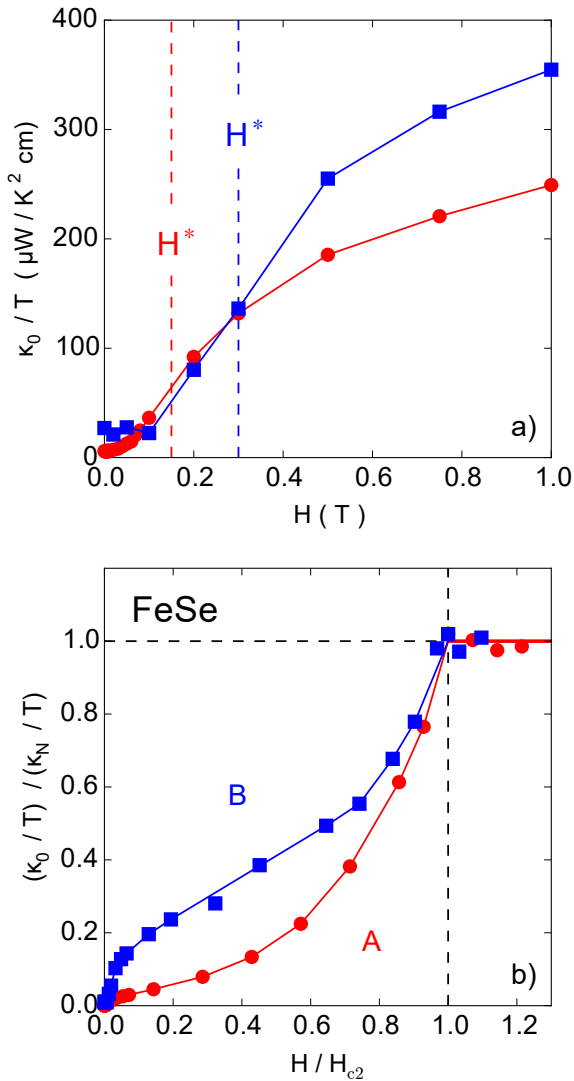 400
300
200
100
0
κ₀ / T ( μW / K² cm)
H*
H*
a)
0.0 0.2 0.4 0.6 0.8 1.0
H ( T )
FeSe
1.0
0.8
0.6
0.4
0.2
0.0
(κ₀ / T) / (κ_N / T)
B
A
b)
0.0 0.2 0.4 0.6 0.8 1.0 1.2
H / H_c2